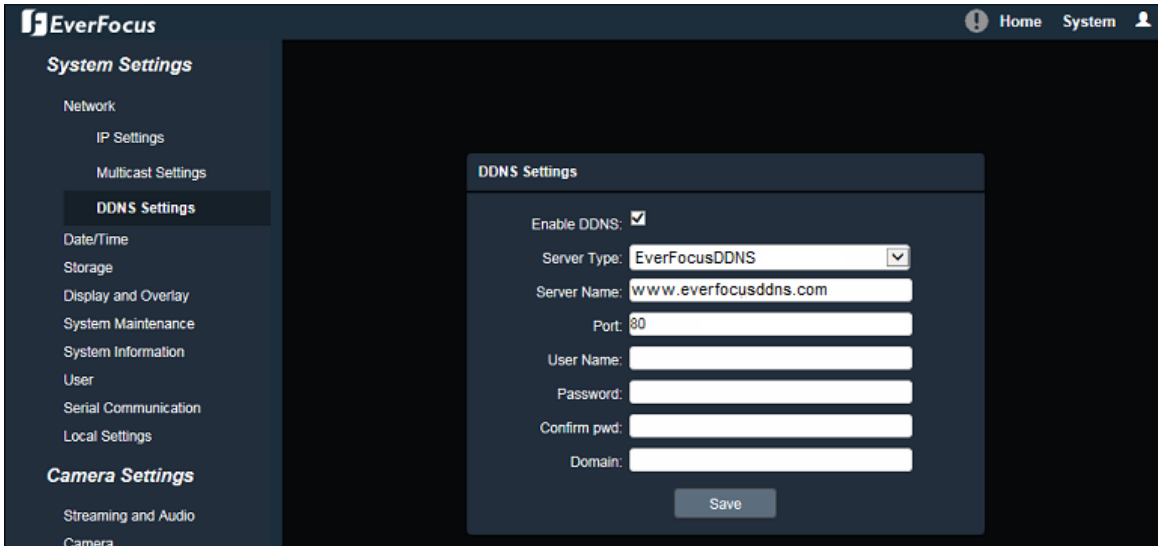 EverFocus
Home System
System Settings
Network
IP Settings
Multicast Settings
DDNS Settings
Date/Time
Storage
Display and Overlay
System Maintenance
System Information
User
Serial Communication
Local Settings
Camera Settings
Streaming and Audio
Camera
DDNS Settings
Enable DDNS:
Server Type: EverFocusDDNS
Server Name: www.everfocusddns.com
Port: 80
User Name:
Password:
Confirm pwd:
Domain:
Save